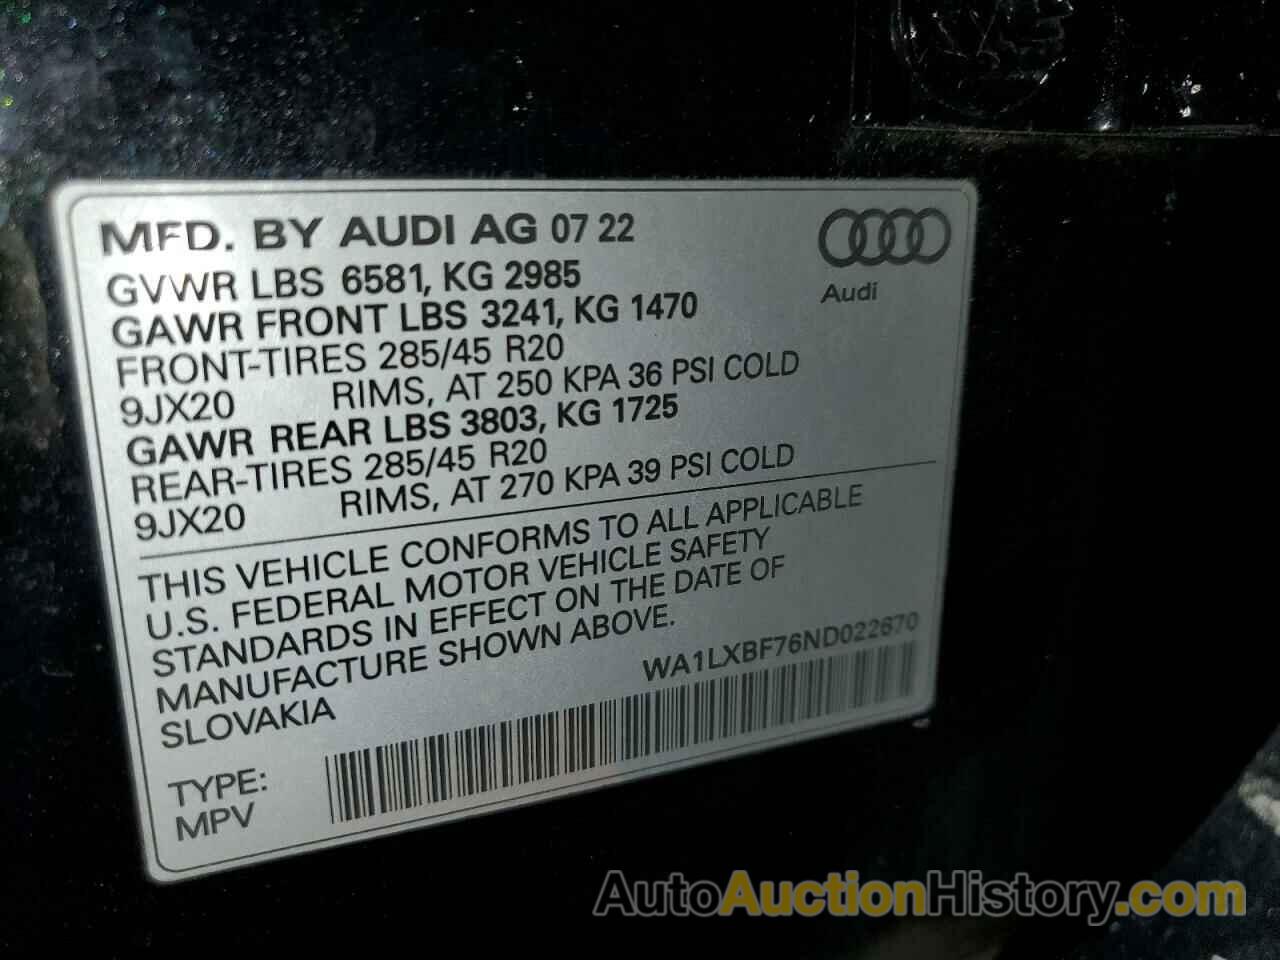 MFD. BY AUDI AG 07 22
GVWR LBS 6581, KG 2985
GAWR FRONT LBS 3241, KG 1470
FRONT-TIRES 285/45 R20
9JX20 RIMS, AT 250 KPA 36 PSI COLD
GAWR REAR LBS 3803, KG 1725
REAR-TIRES 285/45 R20
9JX20 RIMS, AT 270 KPA 39 PSI COLD
Audi
THIS VEHICLE CONFORMS TO ALL APPLICABLE
U.S. FEDERAL MOTOR VEHICLE SAFETY
STANDARDS IN EFFECT ON THE DATE OF
MANUFACTURE SHOWN ABOVE.
SLOVAKIA
WA1LXBF76ND022670
TYPE:
MPV
AutoAuctionHistory.com